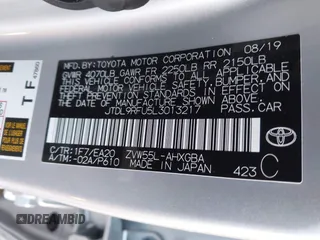 MFD.BY:TOYOTA MOTOR CORPORATION 08/19
GVWR 4070LB GAWR FR 2250LB RR 2150LB
THIS VEHICLE CONFORMS TO ALL APPLICABLE
FEDERAL MOTOR VEHICLE SAFETY, BUMPER, AND
THEFT PREVENTION STANDARDS IN EFFECT ON
THE DATE OF MANUFACTURE SHOWN ABOVE.
JTDL9RFU5L3013217 PASS.CAR
C/TR:1F7/EA20 ZVW55L-AHXGBA
A/TM:-02A/P610 MADE IN JAPAN 423 C
TOYOTA
TF
47660
DREAMBID